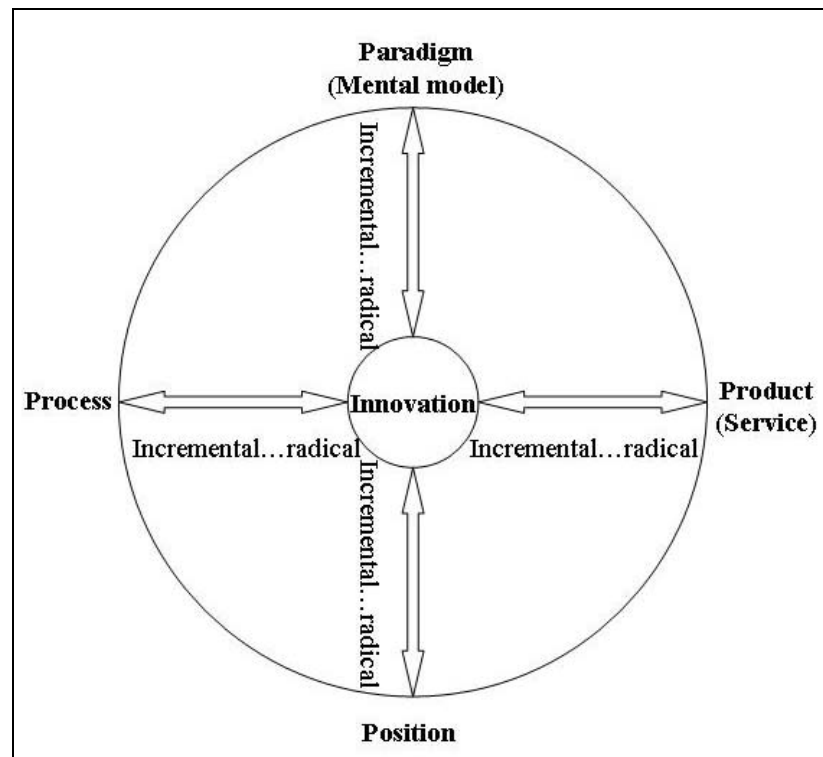 Paradigm
(Mental model)
Incremental…radical
Process
Innovation
Product
(Service)
Incremental…radical
Incremental…radical
Incremental…radical
Position